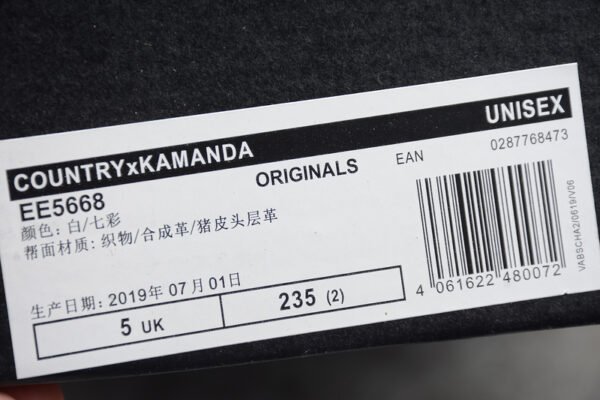 COUNTRYxKAMANDA UNISEX
EE5668 ORIGINALS EAN 0287768473
颜色: 白/七彩
帮面材质: 织物/合成革/猪皮头层革
生产日期: 2019年 07月 01日
5 UK 235 (2)
4 061622 480072
VABSCHA2/0619/V06